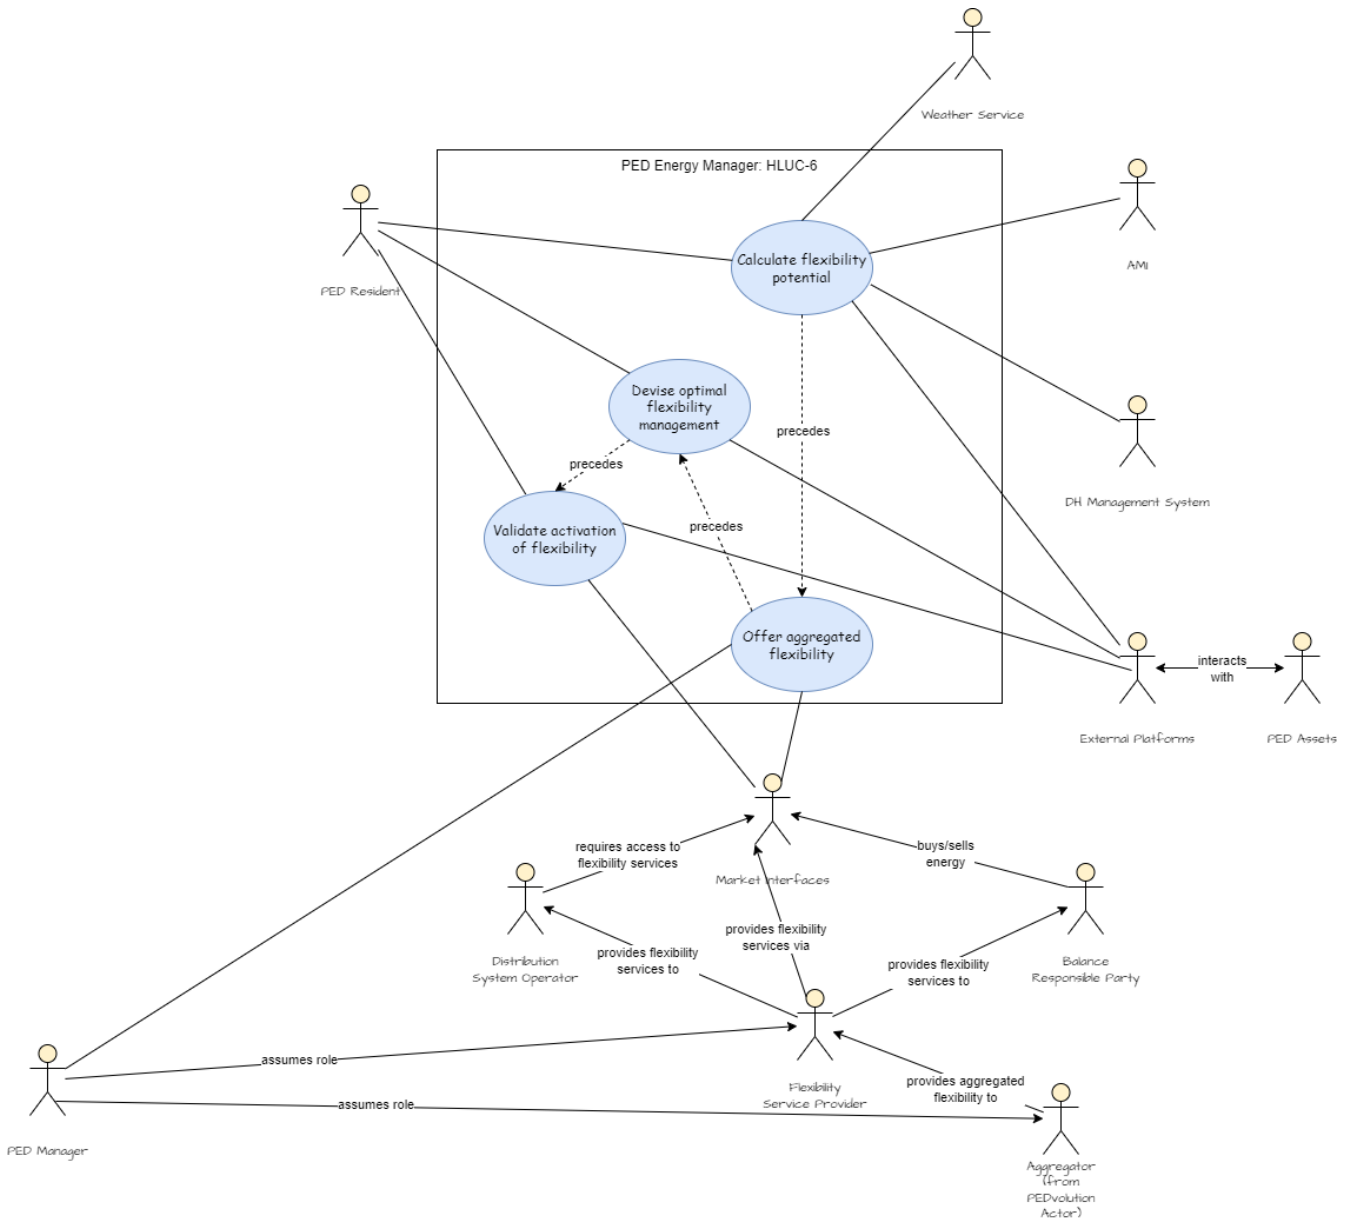 Weather Service
PED Energy Manager: HLUC-6
AMI
PED Resident
Calculate flexibility
potential
Devise optimal
flexibility
management
precedes
precedes
DH Management System
precedes
Validate activation
of flexibility
Offer aggregated
flexibility
interacts
with
External Platforms
PED Assets
requires access to
flexibility services
buys/sells
energy
Market Interfaces
provides flexibility
services via
provides flexibility
services to
provides flexibility
services to
Distribution
System Operator
Balance
Responsible Party
assumes role
Flexibility
Service Provider
provides aggregated
flexibility to
assumes role
PED Manager
Aggregator
(from
PEDvolution
Actor)